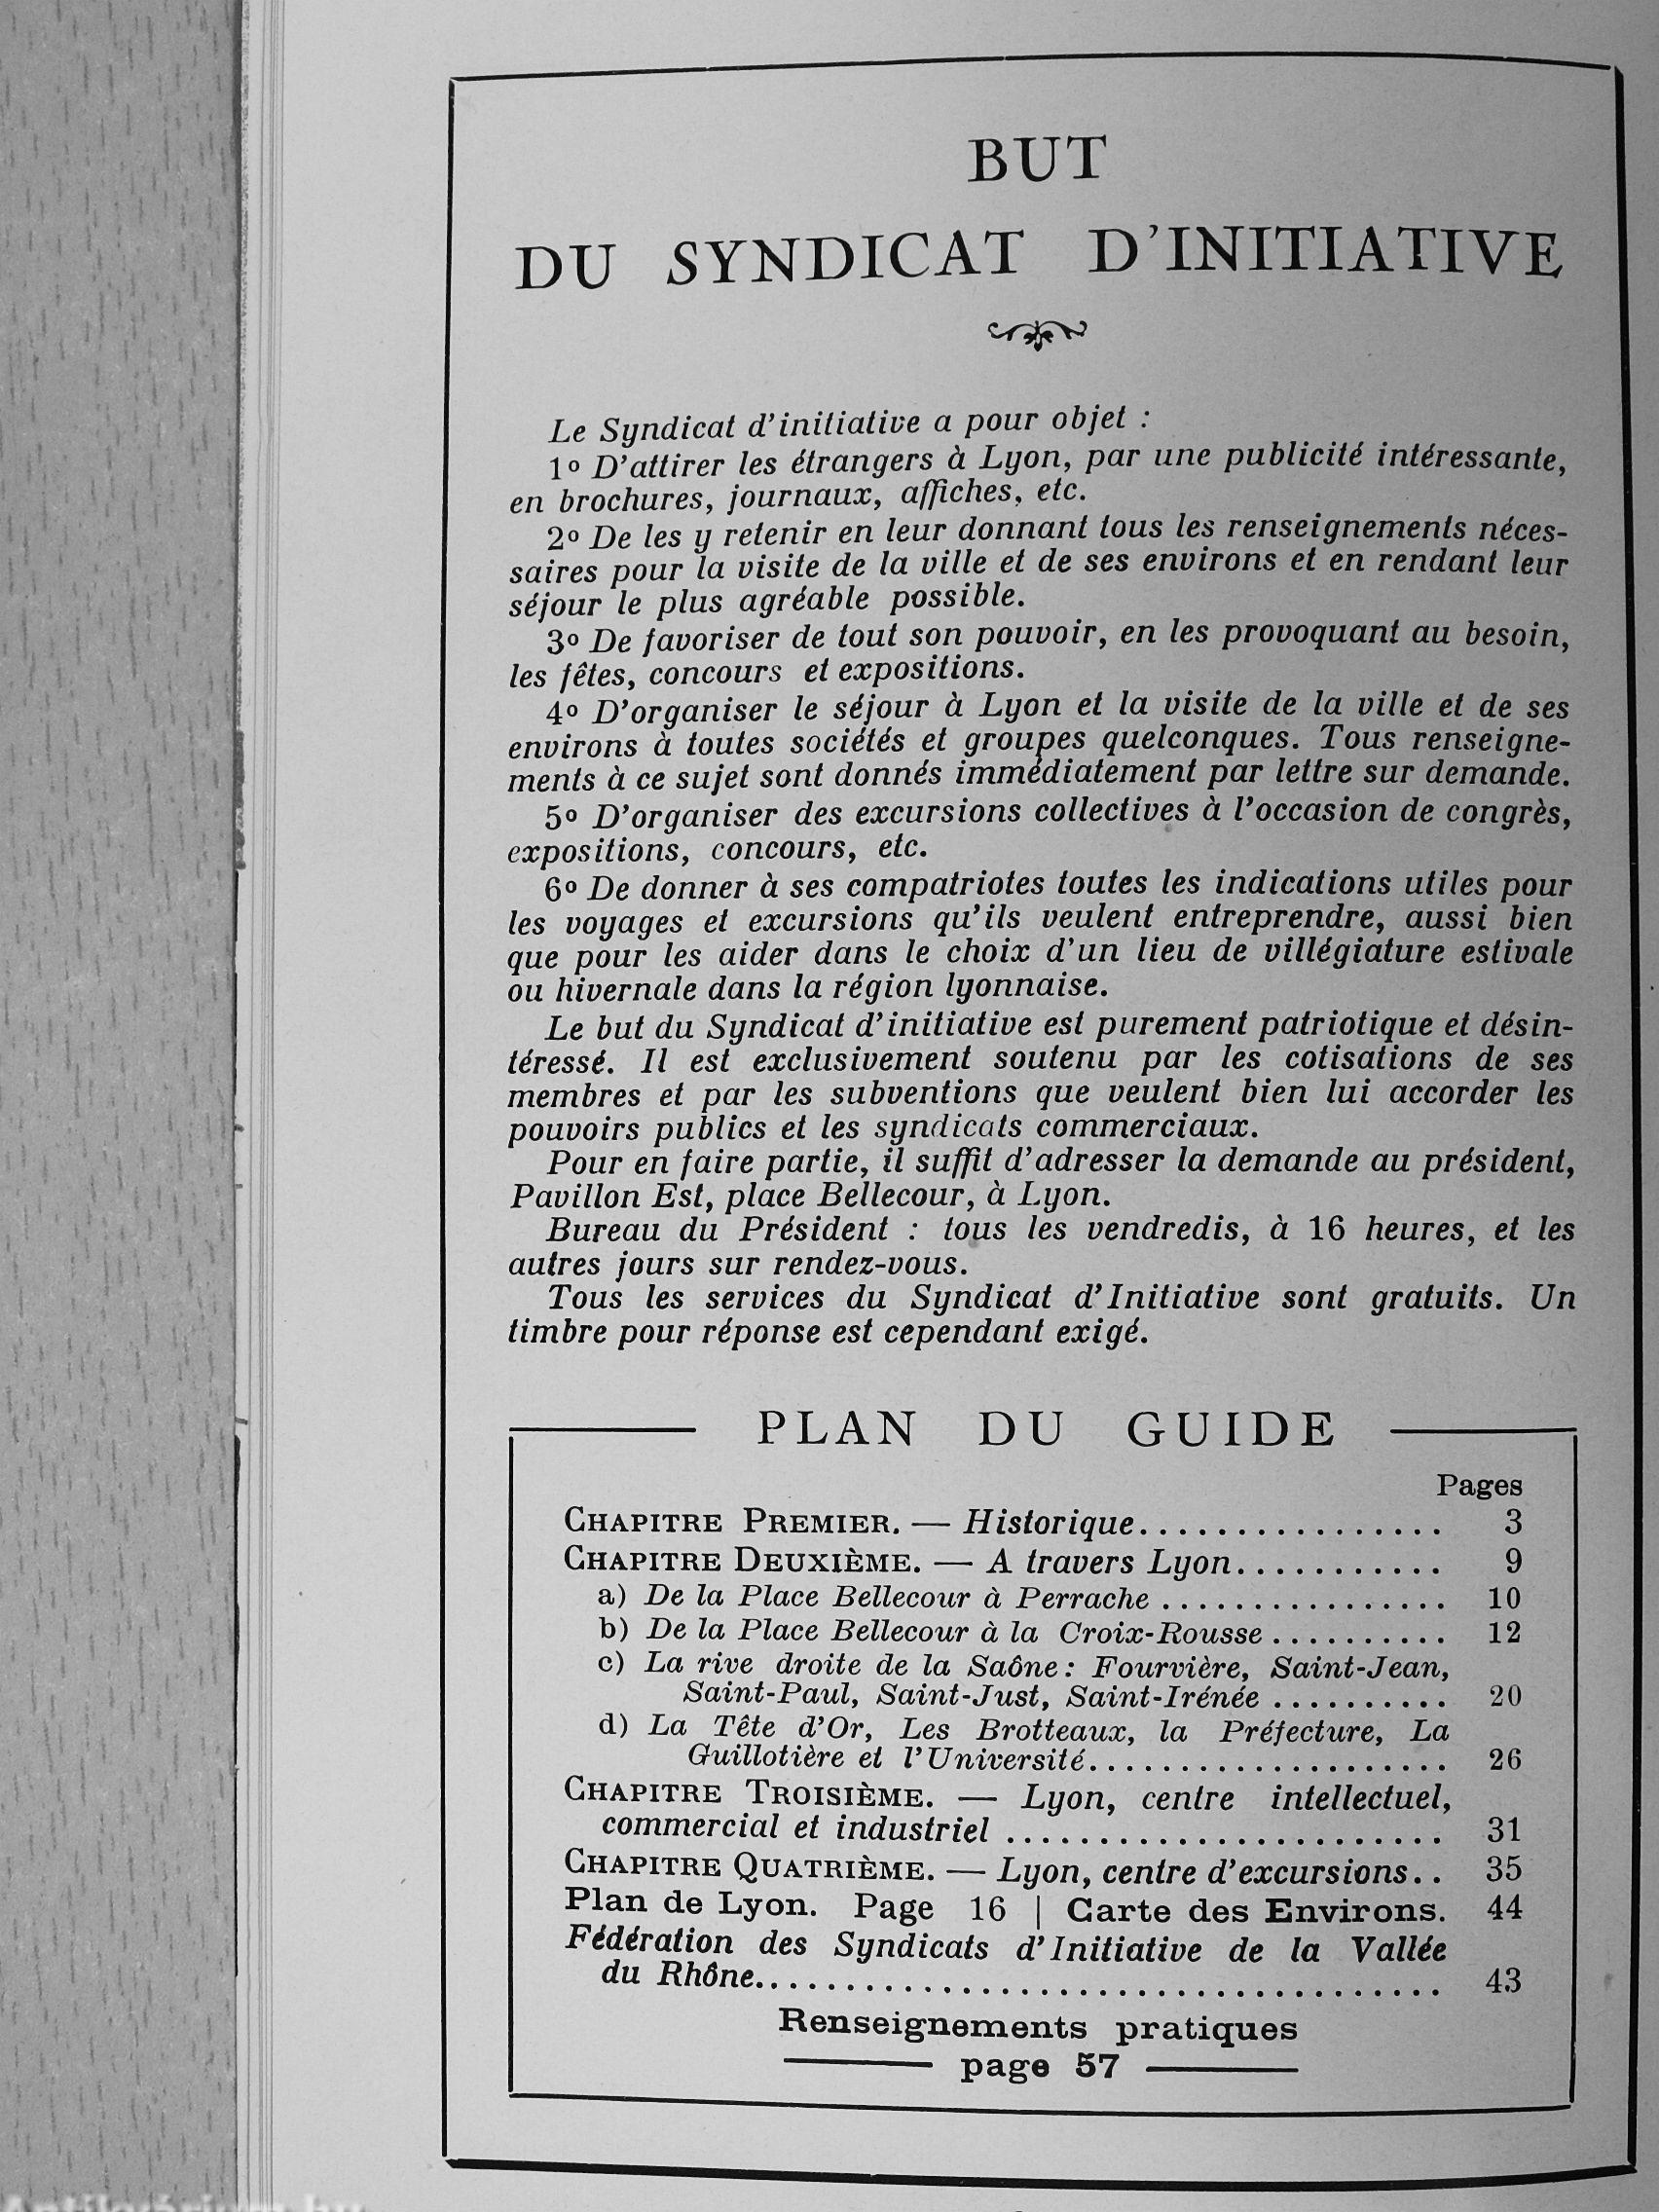 BUT
DU SYNDICAT D'INITIATIVE
Le Syndicat d'initiative a pour objet :
1º D'attirer les étrangers à Lyon, par une publicité intéressante,
en brochures, journaux, affiches, etc.
2º De les y retenir en leur donnant tous les renseignements néces-
saires pour la visite de la ville et de ses environs et en rendant leur
séjour le plus agréable possible.
3º De favoriser de tout son pouvoir, en les provoquant au besoin,
les fêtes, concours et expositions.
4º D'organiser le séjour à Lyon et la visite de la ville et de ses
environs à toutes sociétés et groupes quelconques. Tous renseigne-
ments à ce sujet sont donnés immédiatement par lettre sur demande.
5º D'organiser des excursions collectives à l'occasion de congrès,
expositions, concours, etc.
6º De donner à ses compatriotes toutes les indications utiles pour
les voyages et excursions qu'ils veulent entreprendre, aussi bien
que pour les aider dans le choix d'un lieu de villégiature estivale
ou hivernale dans la région lyonnaise.
Le but du Syndicat d'initiative est purement patriotique et désin-
téressé. Il est exclusivement soutenu par les cotisations de ses
membres et par les subventions que veulent bien lui accorder les
pouvoirs publics et les syndicats commerciaux.
Pour en faire partie, il suffit d'adresser la demande au président,
Pavillon Est, place Bellecour, à Lyon.
Bureau du Président : tous les vendredis, à 16 heures, et les
autres jours sur rendez-vous.
Tous les services du Syndicat d'Initiative sont gratuits. Un
timbre pour réponse est cependant exigé.
PLAN DU GUIDE
Pages
CHAPITRE PREMIER. — Historique................ 3
CHAPITRE DEUXIÈME. — A travers Lyon........... 9
a) De la Place Bellecour à Perrache ................ 10
b) De la Place Bellecour à la Croix-Rousse .......... 12
c) La rive droite de la Saône : Fourvière, Saint-Jean,
Saint-Paul, Saint-Just, Saint-Irénée .......... 20
d) La Tête d'Or, Les Brotteaux, la Préfecture, La
Guillotière et l'Université.................... 26
CHAPITRE TROISIÈME. — Lyon, centre intellectuel,
commercial et industriel ........................ 31
CHAPITRE QUATRIÈME. — Lyon, centre d'excursions.. 35
Plan de Lyon. Page 16 | Carte des Environs. 44
Fédération des Syndicats d'Initiative de la Vallée
du Rhône...................................... 43
Renseignements pratiques
page 57